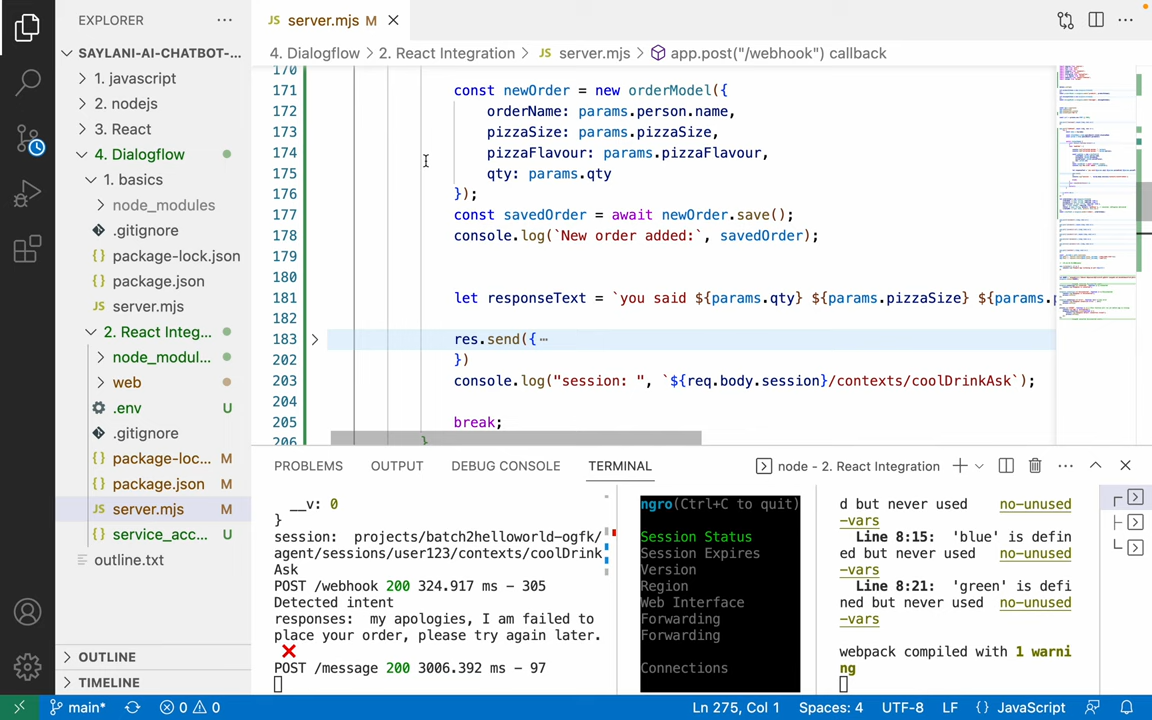 EXPLORER
SAYLANI-AI-CHATBOT-...
1. javascript
2. nodejs
3. React
4. Dialogflow
1. basics
node_modules
.gitignore
package-lock.json
package.json
server.mjs
2. React Integ...
node_modul...
web
.env U
.gitignore
package-loc... M
package.json M
server.mjs M
service_acc... U
outline.txt
OUTLINE
TIMELINE
JS server.mjs M
4. Dialogflow > 2. React Integration > JS server.mjs > app.post("/webhook") callback
170
171 const newOrder = new orderModel({
172 orderName: params.person.name,
173 pizzaSize: params.pizzaSize,
174 pizzaFlavour: params.pizzaFlavour,
175 qty: params.qty
176 });
177 const savedOrder = await newOrder.save();
178 console.log(`New order added:`, savedOrder);
179
180
181 let responseText = `you said ${params.qty} ${params.pizzaSize} ${params.
182
183 res.send({
202 })
203 console.log("session: ", `${req.body.session}/contexts/coolDrinkAsk`);
204
205 break;
206 }
PROBLEMS OUTPUT DEBUG CONSOLE TERMINAL
node - 2. React Integration
__v: 0
}
session: projects/batch2helloworld-ogfk/
agent/sessions/user123/contexts/coolDrink
Ask
POST /webhook 200 324.917 ms - 305
Detected intent
responses: my apologies, I am failed to
place your order, please try again later.
❌
POST /message 200 3006.392 ms - 97
ngro(Ctrl+C to quit)
Session Status
Session Expires
Version
Region
Web Interface
Forwarding
Forwarding
Connections
d but never used no-unused
-vars
Line 8:15: 'blue' is defin
ed but never used no-unused
-vars
Line 8:21: 'green' is defi
ned but never used no-unused
-vars
webpack compiled with 1 warni
ng
main* 0 0 Ln 275, Col 1 Spaces: 4 UTF-8 LF {} JavaScript